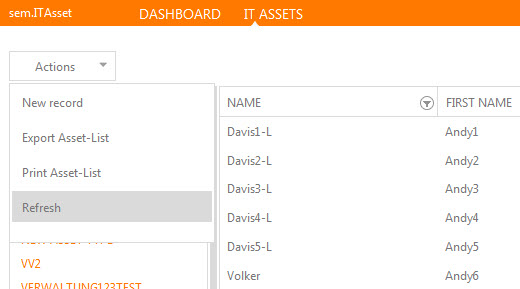 sem.ITAsset DASHBOARD IT ASSETS
Actions
New record
Export Asset-List
Print Asset-List
Refresh
VV2
VERWALTUNG123TEST
NAME FIRST NAME
Davis1-L Andy1
Davis2-L Andy2
Davis3-L Andy3
Davis4-L Andy4
Davis5-L Andy5
Volker Andy6